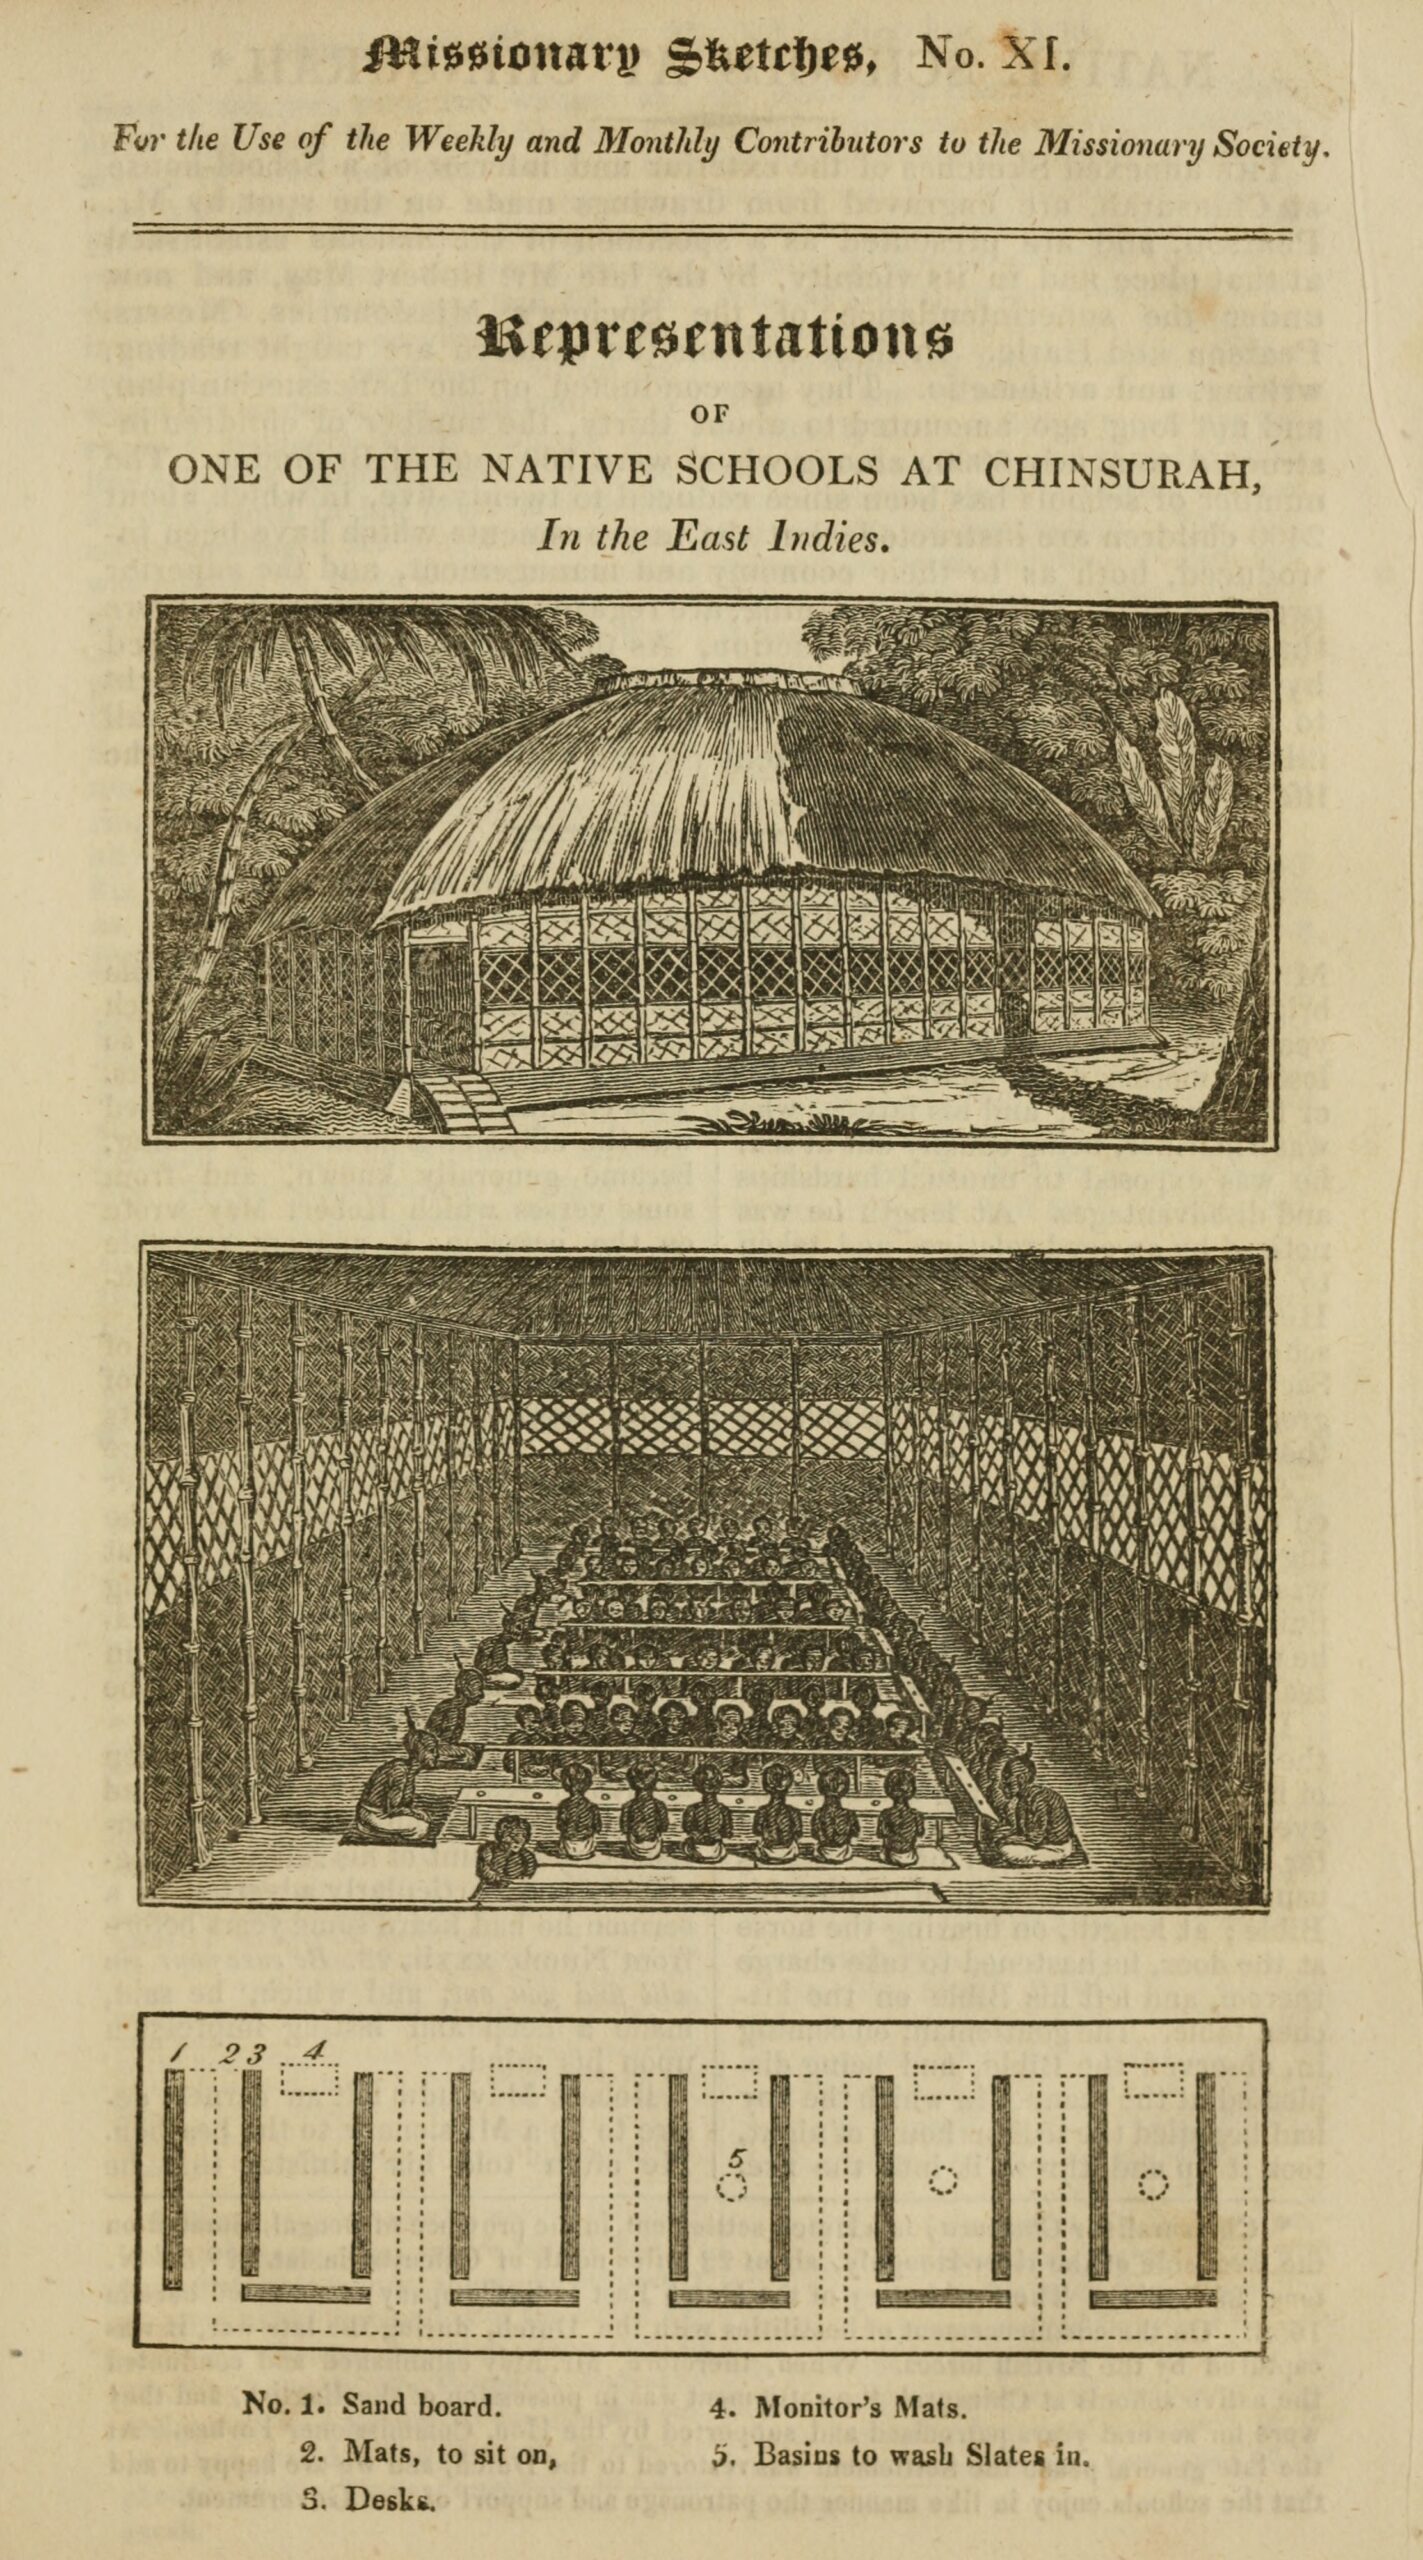 Missionary Sketches, No. XI.
For the Use of the Weekly and Monthly Contributors to the Missionary Society.
Representations
OF
ONE OF THE NATIVE SCHOOLS AT CHINSURAH,
In the East Indies.
1 2 3 4
5
No. 1. Sand board.
2. Mats, to sit on,
3. Desks.
4. Monitor's Mats.
5. Basins to wash Slates in.